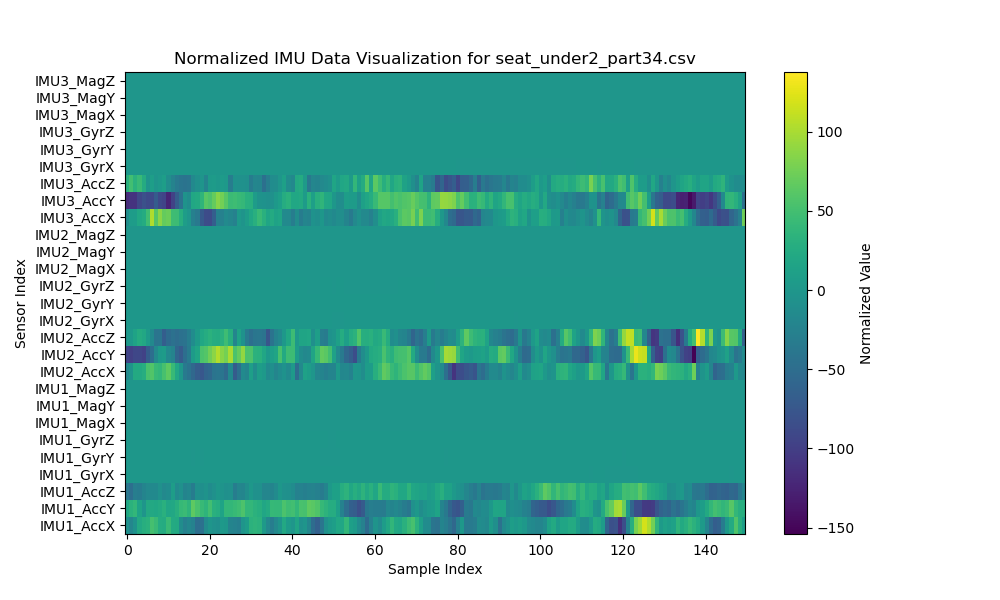 Normalized IMU Data Visualization for seat_under2_part34.csv
IMU3_MagZ
IMU3_MagY
IMU3_MagX
IMU3_GyrZ
IMU3_GyrY
IMU3_GyrX
IMU3_AccZ
IMU3_AccY
IMU3_AccX
IMU2_MagZ
IMU2_MagY
IMU2_MagX
IMU2_GyrZ
IMU2_GyrY
IMU2_GyrX
IMU2_AccZ
IMU2_AccY
IMU2_AccX
IMU1_MagZ
IMU1_MagY
IMU1_MagX
IMU1_GyrZ
IMU1_GyrY
IMU1_GyrX
IMU1_AccZ
IMU1_AccY
IMU1_AccX
Sensor Index
0 20 40 60 80 100 120 140
Sample Index
100
50
0
−50
−100
−150
Normalized Value